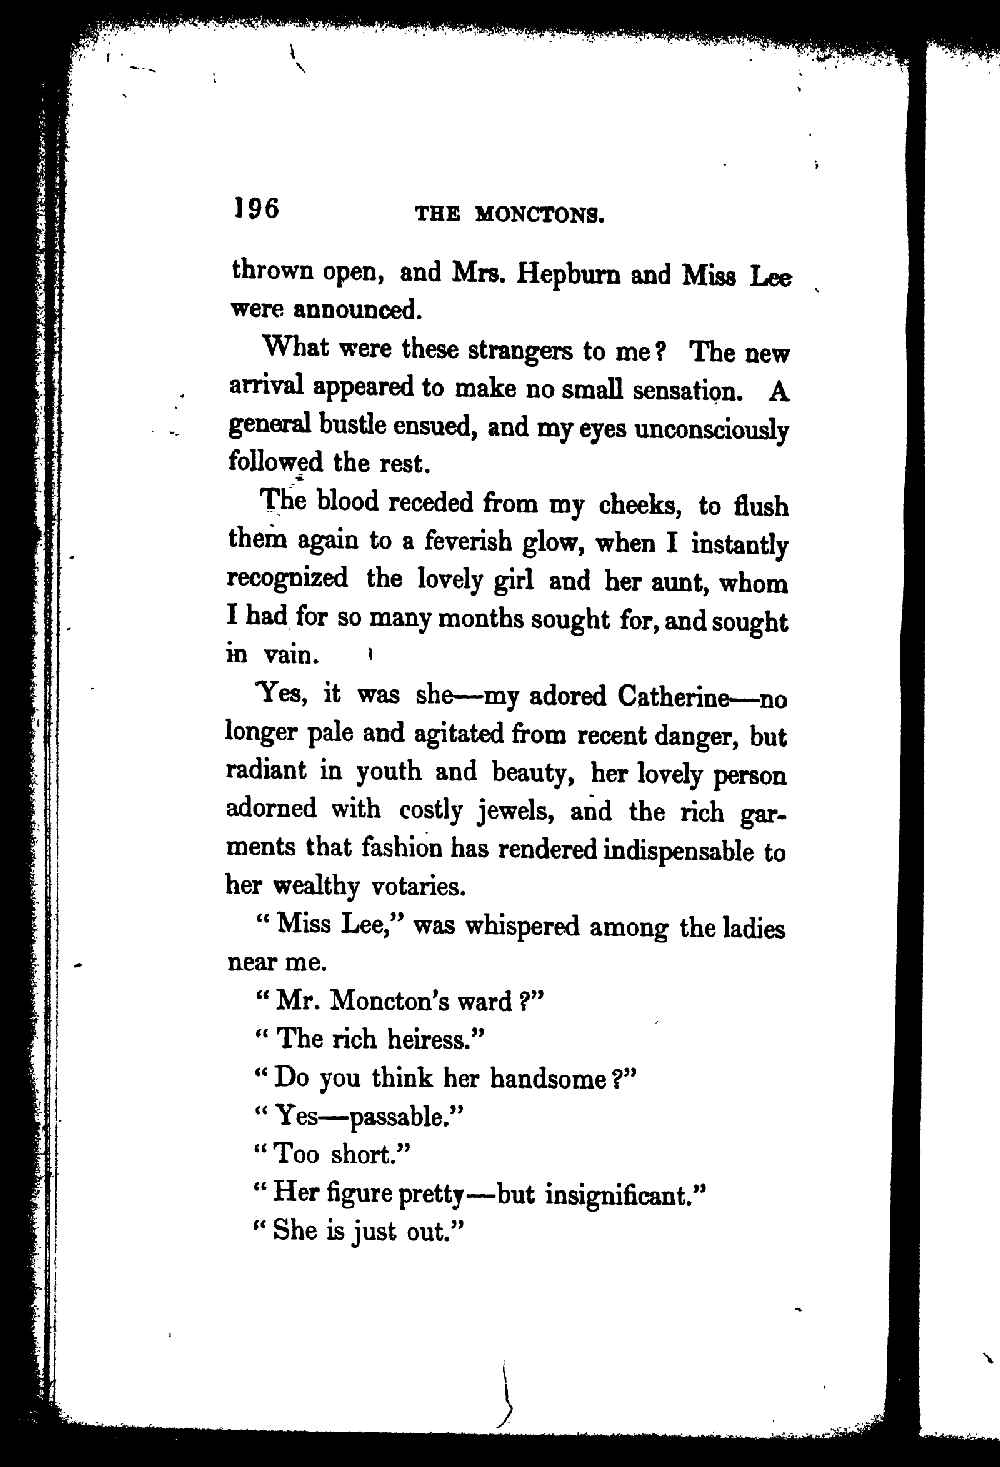 196 THE MONCTONS.
thrown open, and Mrs. Hepburn and Miss Lee
were announced.
What were these strangers to me? The new
arrival appeared to make no small sensation. A
general bustle ensued, and my eyes unconsciously
followed the rest.
The blood receded from my cheeks, to flush
them again to a feverish glow, when I instantly
recognized the lovely girl and her aunt, whom
I had for so many months sought for, and sought
in vain.
Yes, it was she—my adored Catherine—no
longer pale and agitated from recent danger, but
radiant in youth and beauty, her lovely person
adorned with costly jewels, and the rich gar-
ments that fashion has rendered indispensable to
her wealthy votaries.
“Miss Lee,” was whispered among the ladies
near me.
“Mr. Moncton's ward?”
“The rich heiress.”
“Do you think her handsome?”
“Yes—passable.”
“Too short.”
“Her figure pretty—but insignificant.”
“She is just out.”